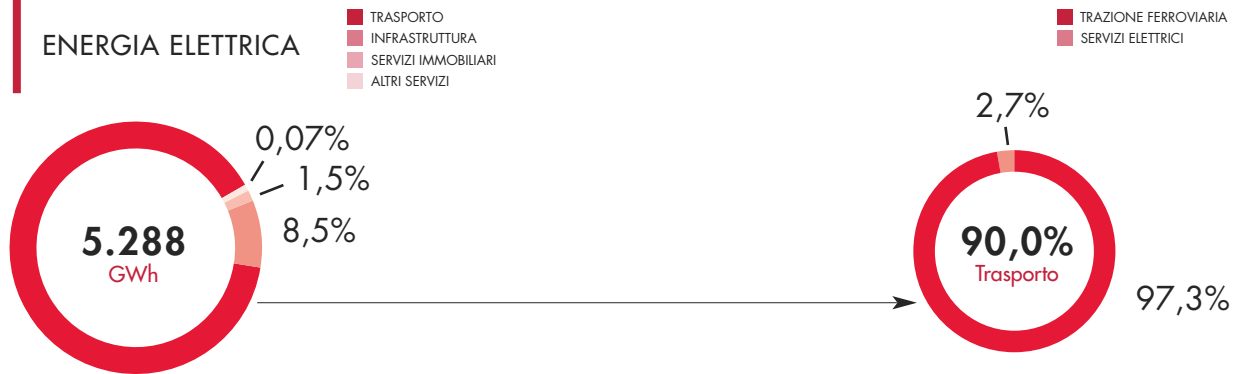 ENERGIA ELETTRICA
TRASPORTO
INFRASTRUTTURA
SERVIZI IMMOBILIARI
ALTRI SERVIZI
TRAZIONE FERROVIARIA
SERVIZI ELETTRICI
0,07%
1,5%
8,5%
5.288
GWh
2,7%
90,0%
Trasporto
97,3%